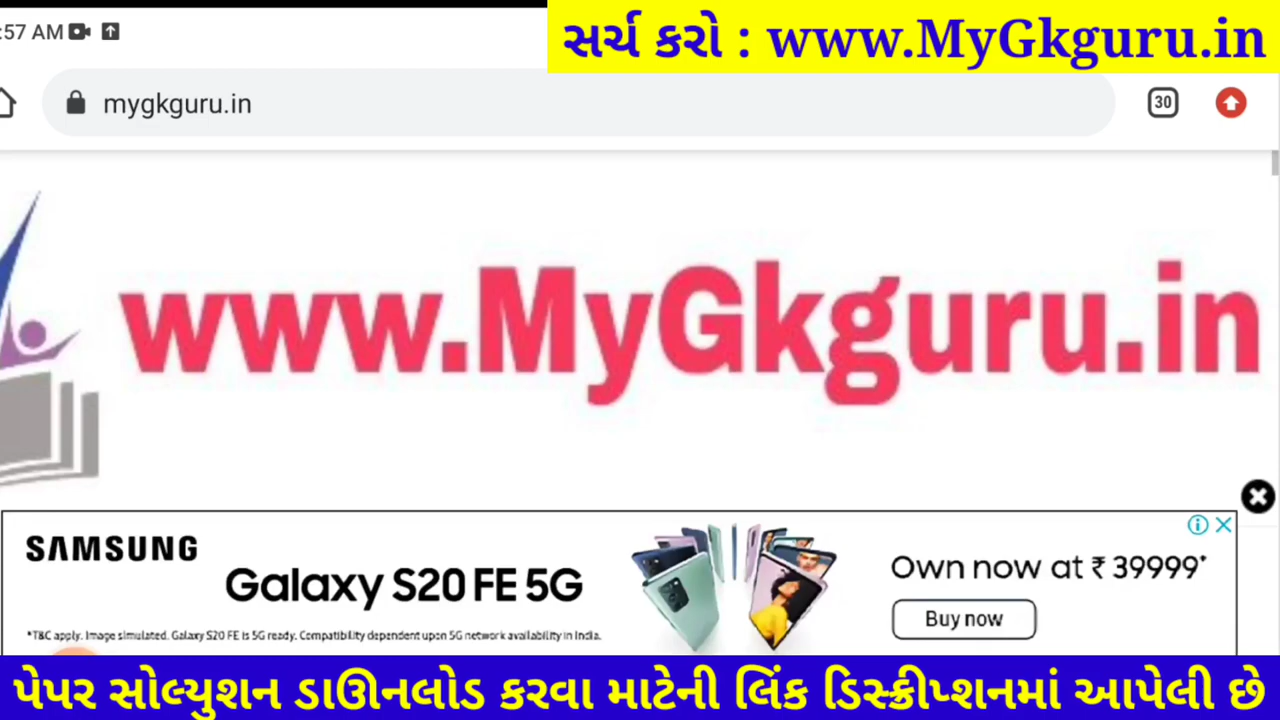 :57 AM
સર્ચ કરો : www.MyGkguru.in
mygkguru.in
30
www.MyGkguru.in
SAMSUNG
Galaxy S20 FE 5G
*T&C apply. Image simulated. Galaxy S20 FE is 5G ready. Compatibility dependent upon 5G network availability in India.
Own now at ₹ 39999*
Buy now
પેપર સોલ્યુશન ડાઊનલોડ કરવા માટેની લિંક ડિસ્ક્રીપ્શનમાં આપેલી છે